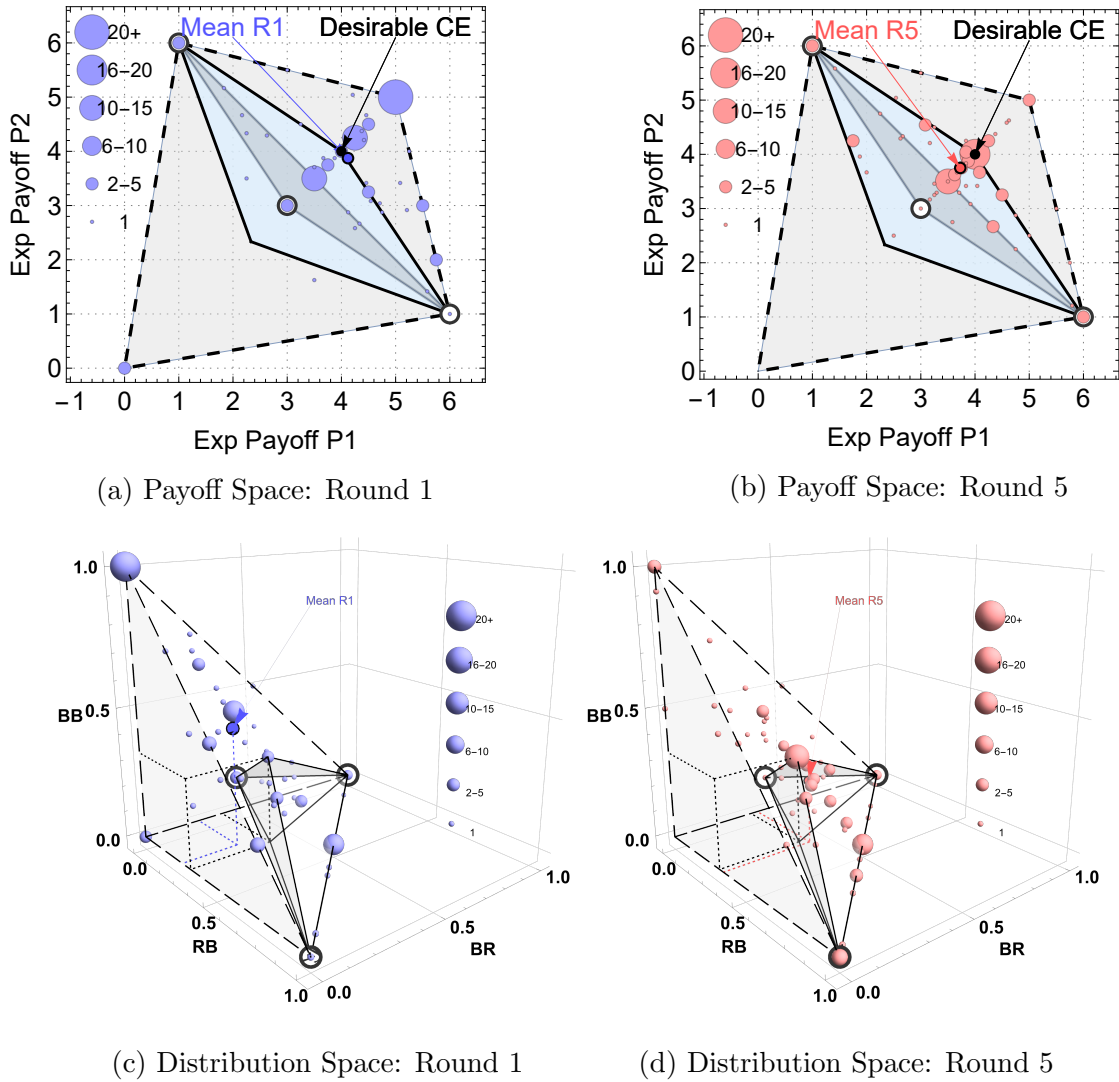 Mean R1
Desirable CE
20+
16-20
10-15
6-10
2-5
1
6
5
4
3
2
1
0
Exp Payoff P2
−1 0 1 2 3 4 5 6
Exp Payoff P1
(a) Payoff Space: Round 1
Mean R5
Desirable CE
20+
16-20
10-15
6-10
2-5
1
6
5
4
3
2
1
0
Exp Payoff P2
−1 0 1 2 3 4 5 6
Exp Payoff P1
(b) Payoff Space: Round 5
1.0
Mean R1
20+
16-20
10-15
6-10
2-5
1
BB
0.5
0.0
0.0
0.5
RB
1.0
0.0
0.5
BR
1.0
(c) Distribution Space: Round 1
1.0
Mean R5
20+
16-20
10-15
6-10
2-5
1
BB
0.5
0.0
0.0
0.5
RB
1.0
0.0
0.5
BR
1.0
(d) Distribution Space: Round 5